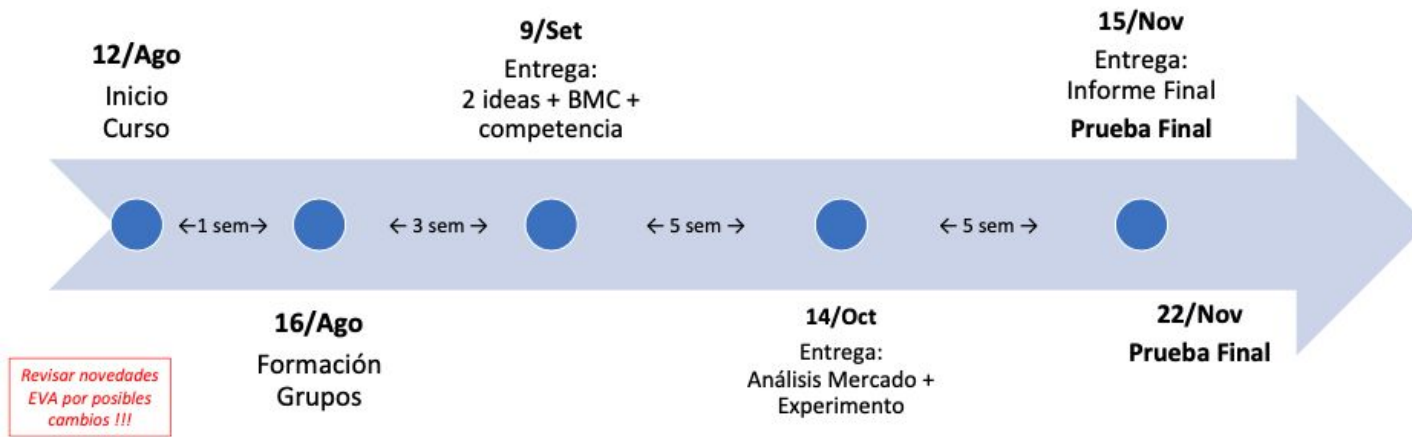 12/Ago
Inicio
Curso
9/Set
Entrega:
2 ideas + BMC +
competencia
15/Nov
Entrega:
Informe Final
Prueba Final
←1 sem→
← 3 sem →
← 5 sem →
← 5 sem →
16/Ago
Formación
Grupos
14/Oct
Entrega:
Análisis Mercado +
Experimento
22/Nov
Prueba Final
Revisar novedades
EVA por posibles
cambios !!!